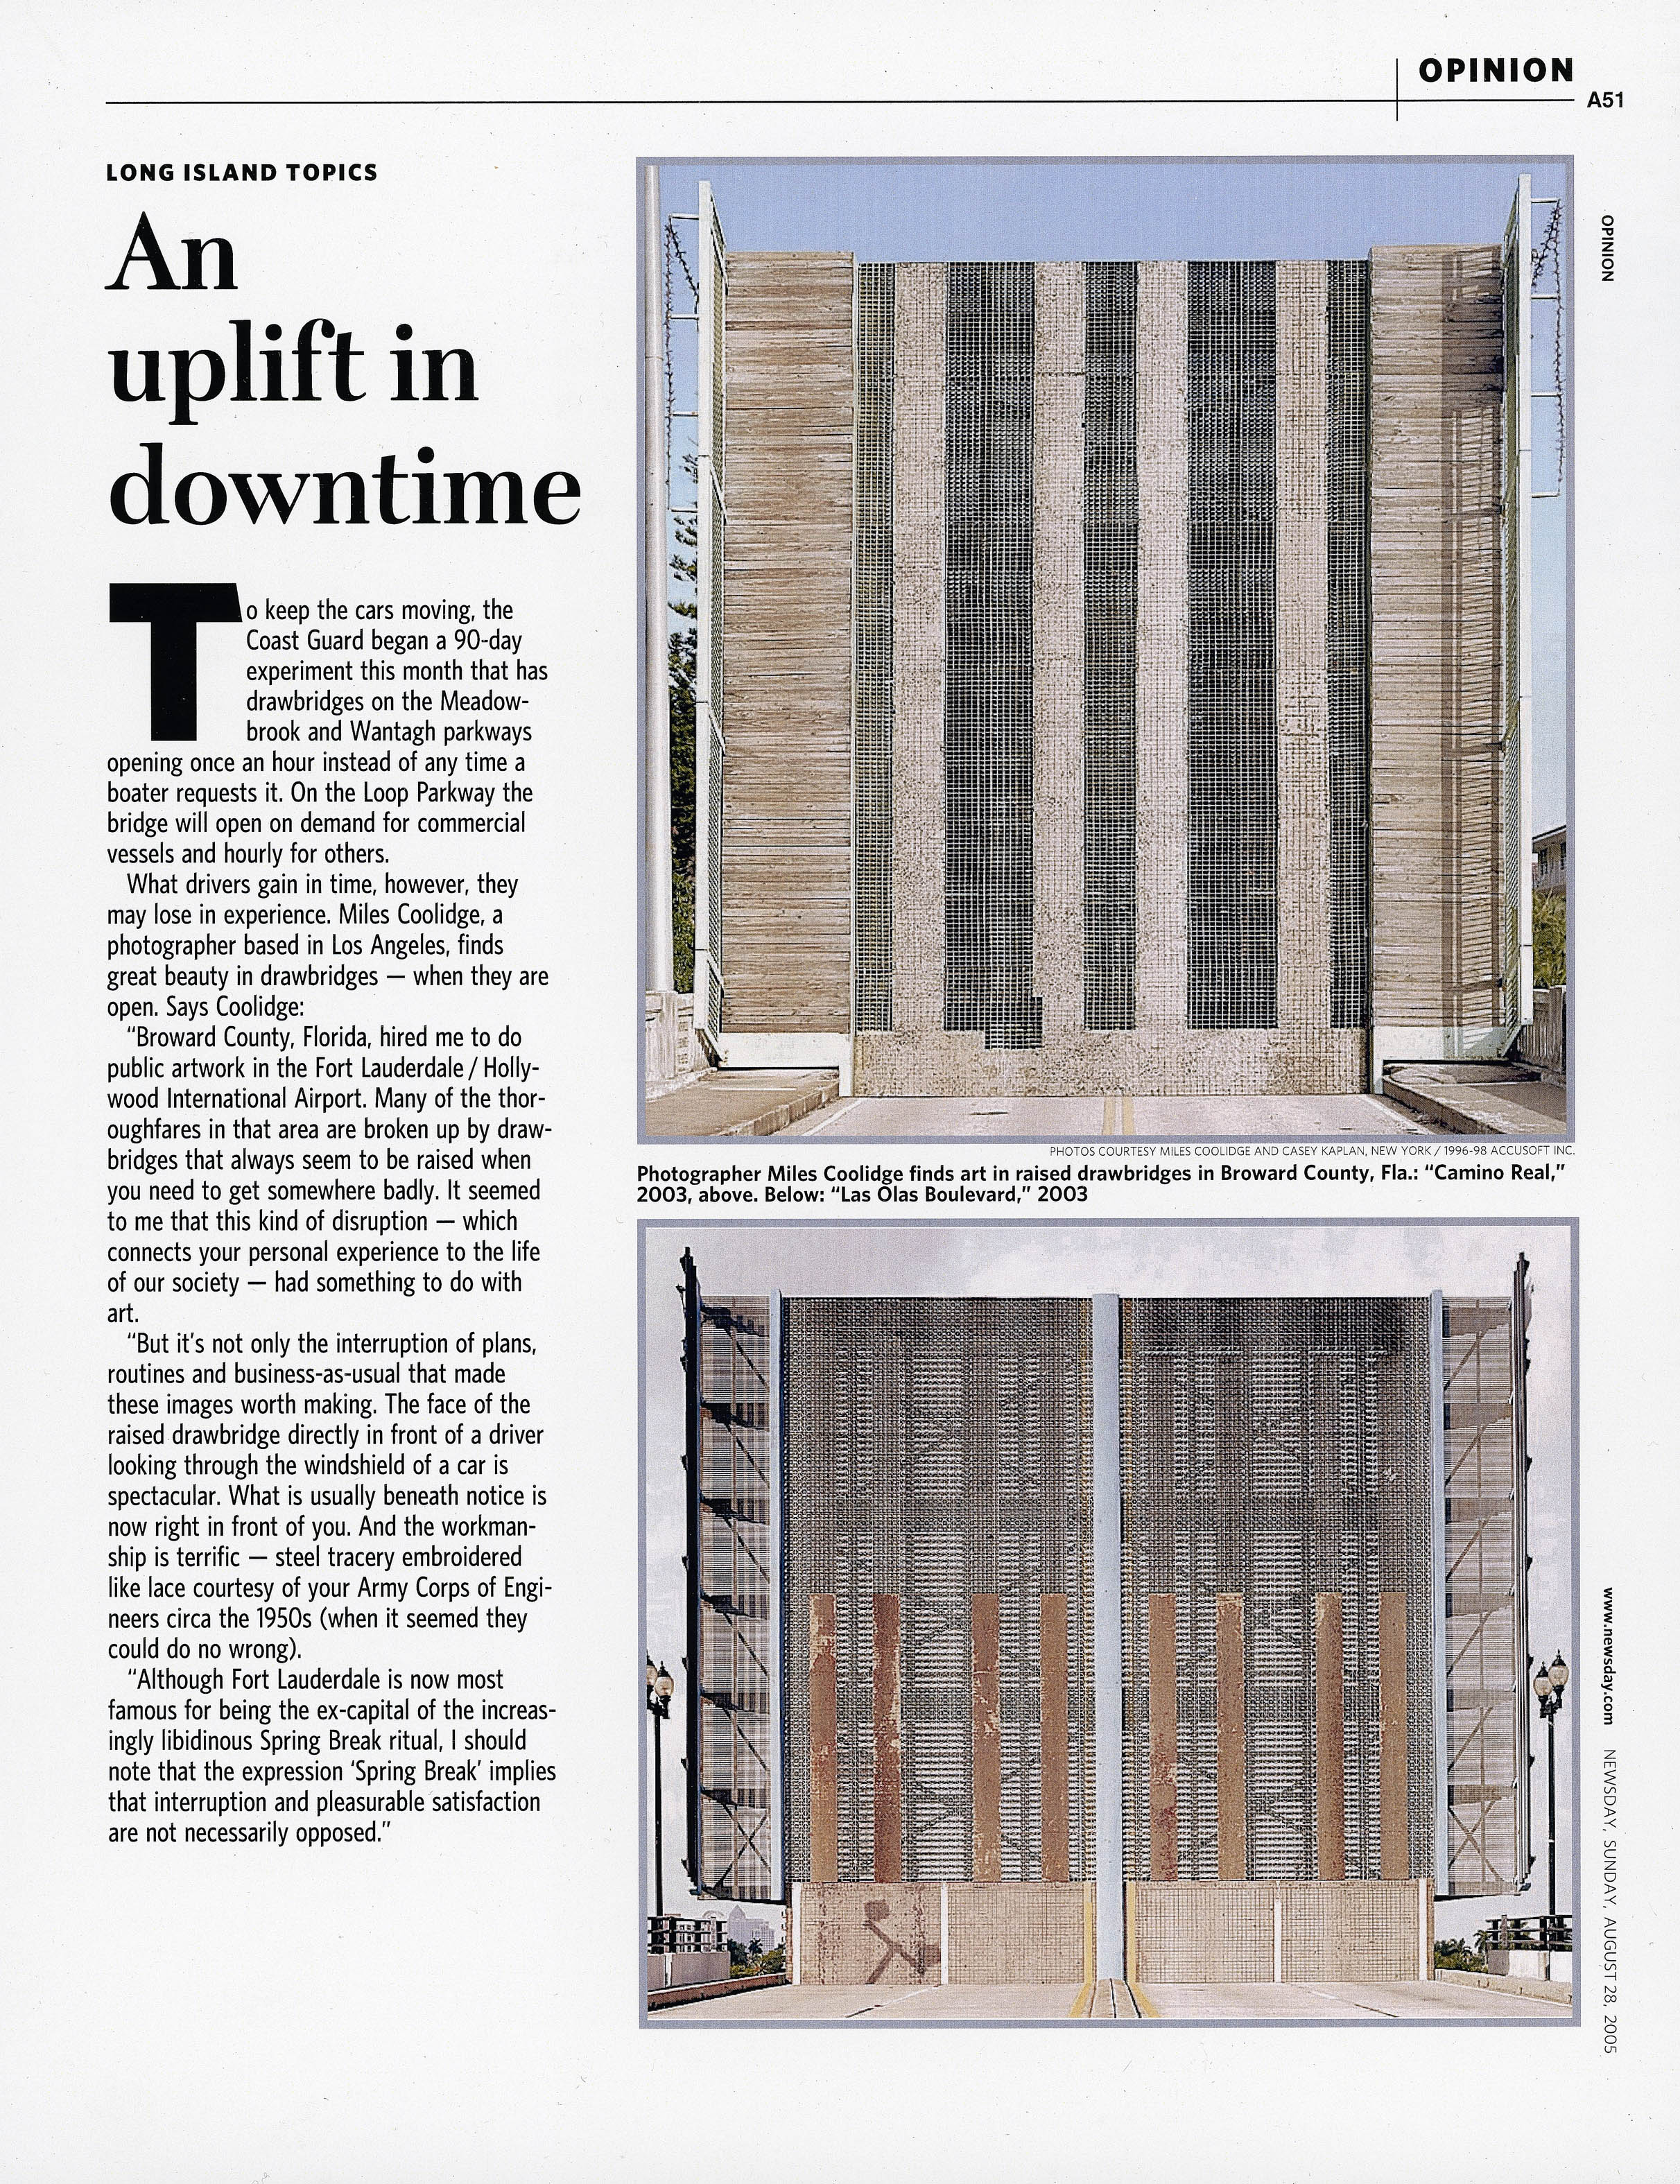 OPINION
A51
LONG ISLAND TOPICS
An
uplift in
downtime
To keep the cars moving, the
Coast Guard began a 90-day
experiment this month that has
drawbridges on the Meadow-
brook and Wantagh parkways
opening once an hour instead of any time a
boater requests it. On the Loop Parkway the
bridge will open on demand for commercial
vessels and hourly for others.
What drivers gain in time, however, they
may lose in experience. Miles Coolidge, a
photographer based in Los Angeles, finds
great beauty in drawbridges — when they are
open. Says Coolidge:
“Broward County, Florida, hired me to do
public artwork in the Fort Lauderdale / Holly-
wood International Airport. Many of the thor-
oughfares in that area are broken up by draw-
bridges that always seem to be raised when
you need to get somewhere badly. It seemed
to me that this kind of disruption — which
connects your personal experience to the life
of our society — had something to do with
art.
“But it’s not only the interruption of plans,
routines and business-as-usual that made
these images worth making. The face of the
raised drawbridge directly in front of a driver
looking through the windshield of a car is
spectacular. What is usually beneath notice is
now right in front of you. And the workman-
ship is terrific — steel tracery embroidered
like lace courtesy of your Army Corps of Engi-
neers circa the 1950s (when it seemed they
could do no wrong).
“Although Fort Lauderdale is now most
famous for being the ex-capital of the increas-
ingly libidinous Spring Break ritual, I should
note that the expression ‘Spring Break’ implies
that interruption and pleasurable satisfaction
are not necessarily opposed.”
PHOTOS COURTESY MILES COOLIDGE AND CASEY KAPLAN, NEW YORK / 1996-98 ACCUSOFT INC.
Photographer Miles Coolidge finds art in raised drawbridges in Broward County, Fla.: “Camino Real,”
2003, above. Below: “Las Olas Boulevard,” 2003
OPINION
www.newsday.com NEWSDAY, SUNDAY, AUGUST 28, 2005